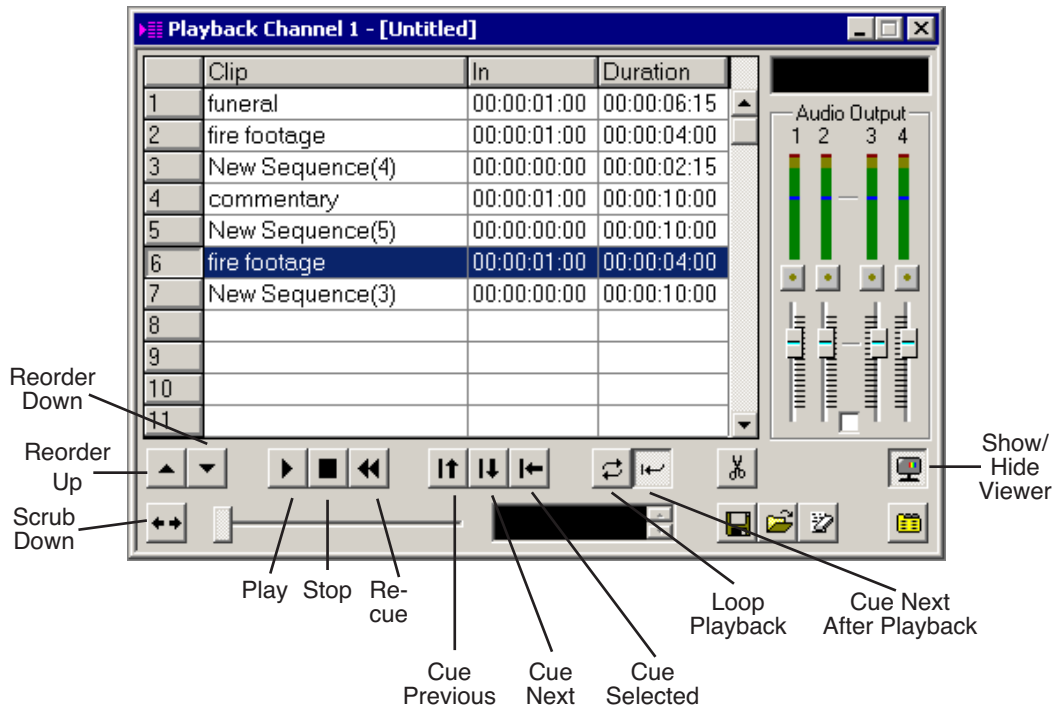 Playback Channel 1 - [Untitled]
Clip In Duration
1 funeral 00:00:01:00 00:00:06:15
2 fire footage 00:00:01:00 00:00:04:00
3 New Sequence(4) 00:00:00:00 00:00:02:15
4 commentary 00:00:01:00 00:00:10:00
5 New Sequence(5) 00:00:00:00 00:00:10:00
6 fire footage 00:00:01:00 00:00:04:00
7 New Sequence(3) 00:00:00:00 00:00:10:00
8
9
10
11
Audio Output
1 2 3 4
Reorder
Down
Reorder
Up
Scrub
Down
Show/
Hide
Viewer
Play
Stop
Re-
cue
Cue
Previous
Cue
Next
Cue
Selected
Loop
Playback
Cue Next
After Playback